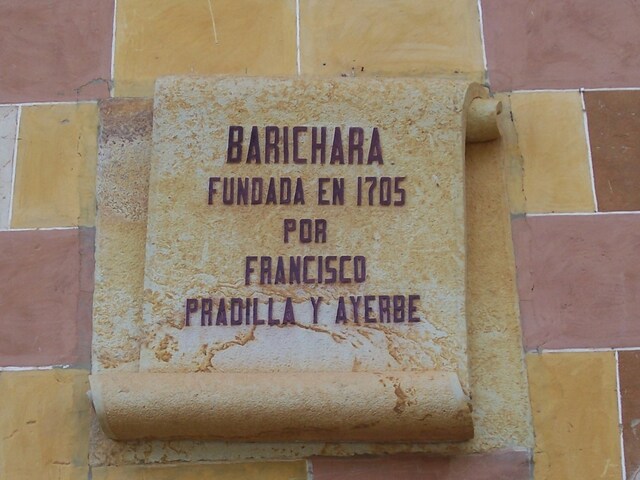 BARICHARA
FUNDADA EN 1705
POR
FRANCISCO
PRADILLA Y AYERBE